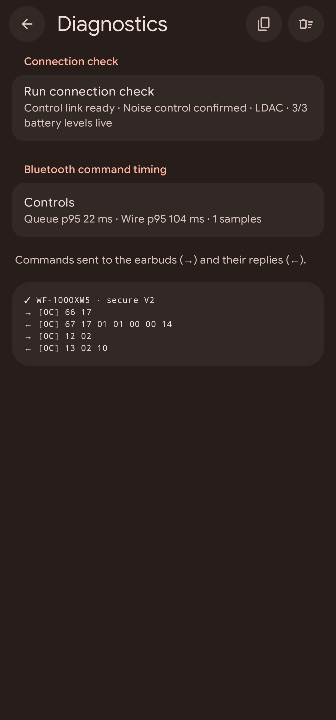 Diagnostics
Connection check
Run connection check
Control link ready · Noise control confirmed · LDAC · 3/3
battery levels live
Bluetooth command timing
Controls
Queue p95 22 ms · Wire p95 104 ms · 1 samples
Commands sent to the earbuds (→) and their replies (←).
✓ WF-1000XM5 · secure V2
→ [0C] 66 17
← [0C] 67 17 01 01 00 00 14
→ [0C] 12 02
← [0C] 13 02 10